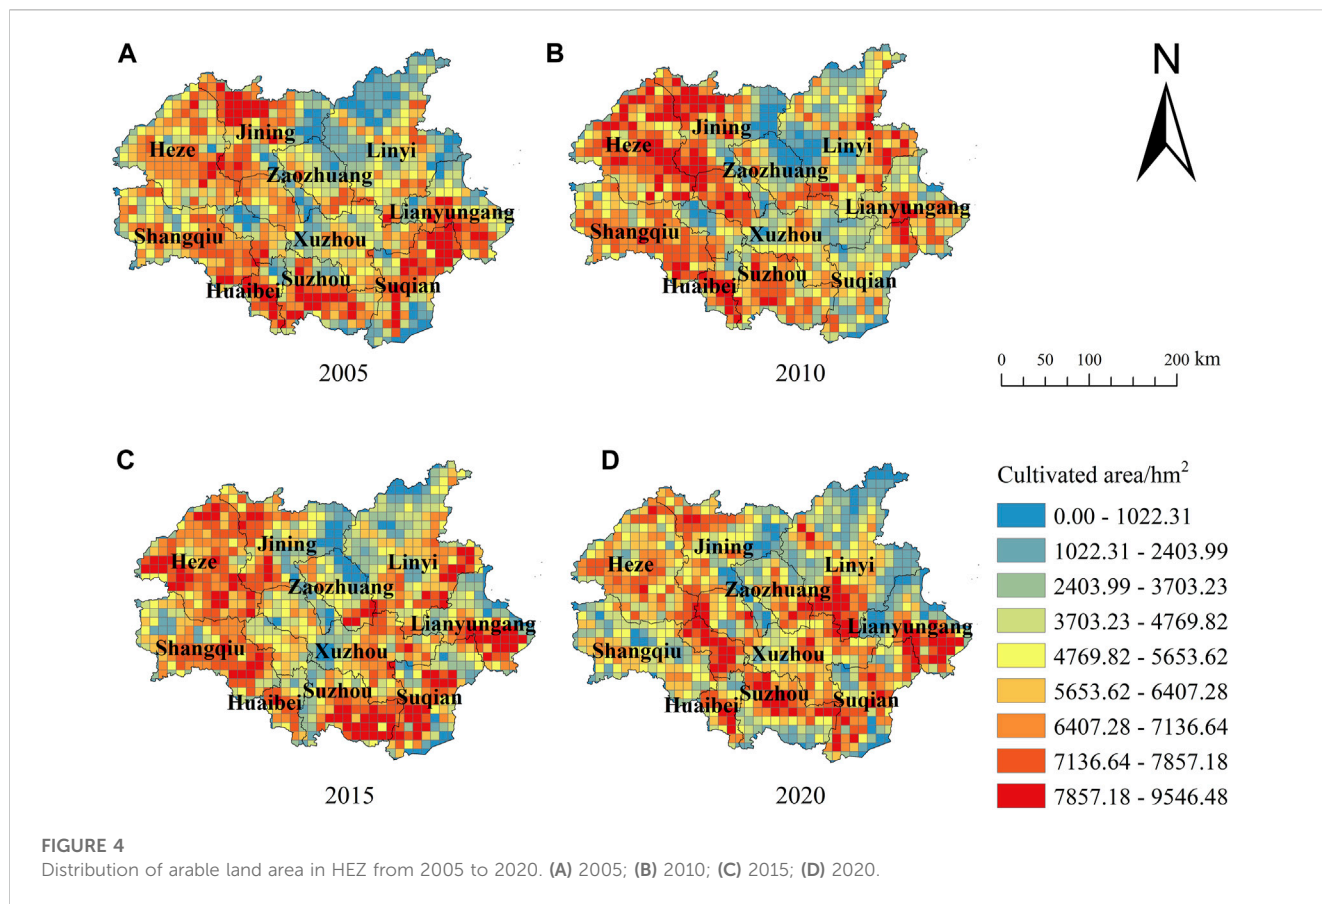 A
Jining
Heze
Linyi
Zaozhuang
Lianyungang
Shangqiu
Xuzhou
Suzhou
Huaibei
Suqian
2005
B
Jining
Heze
Linyi
Zaozhuang
Lianyungang
Shangqiu
Xuzhou
Suzhou
Huaibei
Suqian
2010
N
0 50 100 200 km
C
Jining
Heze
Linyi
Zaozhuang
Lianyungang
Shangqiu
Xuzhou
Suzhou
Huaibei
Suqian
2015
D
Jining
Heze
Linyi
Zaozhuang
Lianyungang
Shangqiu
Xuzhou
Suzhou
Huaibei
Suqian
2020
Cultivated area/hm²
0.00 - 1022.31
1022.31 - 2403.99
2403.99 - 3703.23
3703.23 - 4769.82
4769.82 - 5653.62
5653.62 - 6407.28
6407.28 - 7136.64
7136.64 - 7857.18
7857.18 - 9546.48
FIGURE 4
Distribution of arable land area in HEZ from 2005 to 2020. (A) 2005; (B) 2010; (C) 2015; (D) 2020.